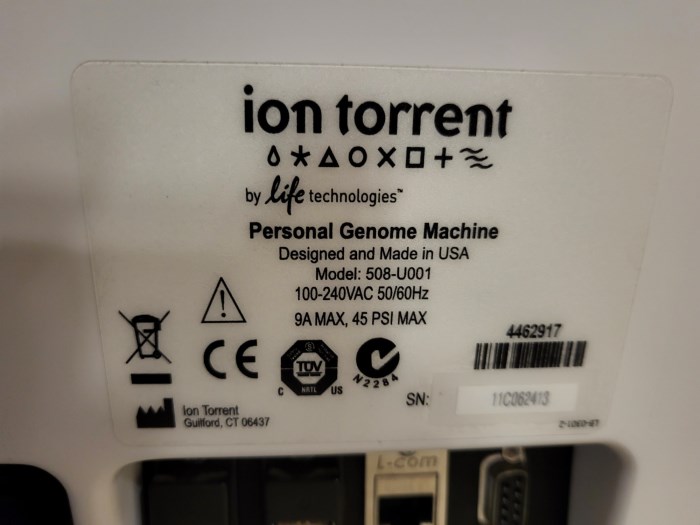 ion torrent
by life technologies™
Personal Genome Machine
Designed and Made in USA
Model: 508-U001
100-240VAC 50/60Hz
9A MAX, 45 PSI MAX
4462917
CE
TÜV
NRTL
C US
N2284
SN: 11C062413
Ion Torrent
Guilford, CT 06437
L-com